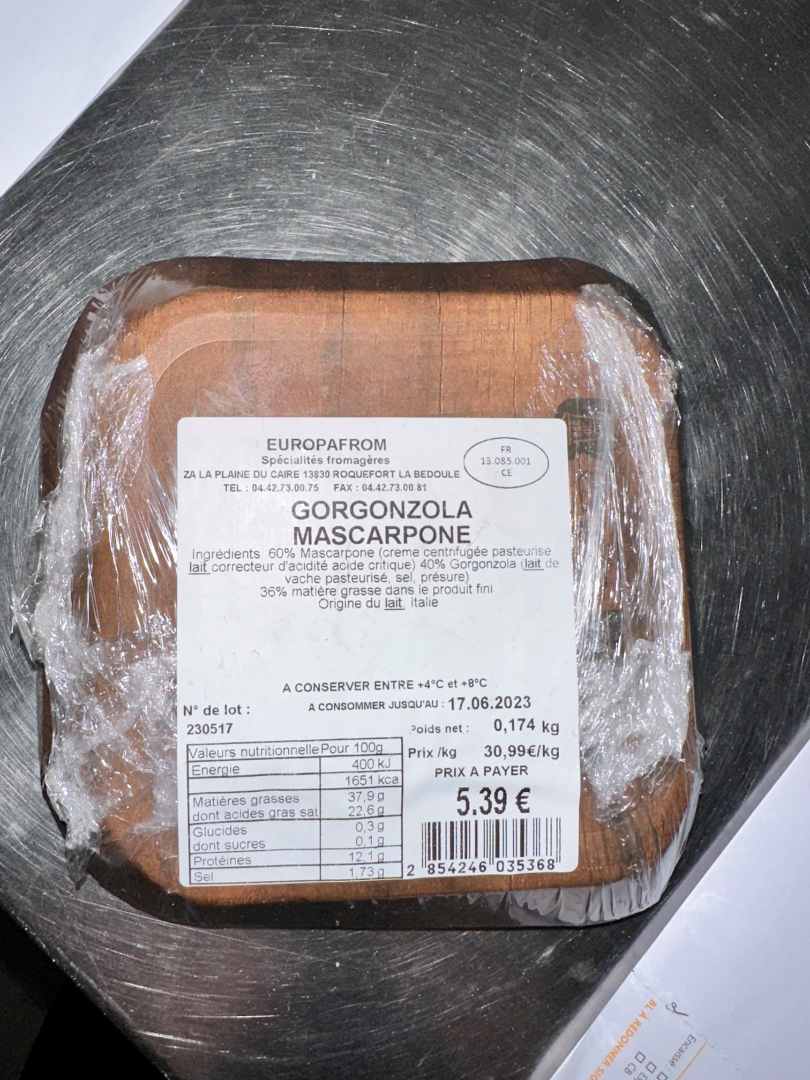 EUROPAFROM
Spécialités fromagères
ZA LA PLAINE DU CAIRE 13830 ROQUEFORT LA BEDOULE
TEL : 04.42.73.00.75 FAX : 04.42.73.00.81
FR
13.085.001
CE
GORGONZOLA
MASCARPONE
Ingrédients 60% Mascarpone (crème centrifugée pasteurise
lait correcteur d'acidité acide critique) 40% Gorgonzola (lait de
vache pasteurisé, sel, présure)
36% matière grasse dans le produit fini
Origine du lait Italie
A CONSERVER ENTRE +4°C et +8°C
N° de lot : A CONSOMMER JUSQU'AU : 17.06.2023
230517
Poids net : 0,174 kg
Valeurs nutritionnelle Pour 100g
Prix /kg 30,99€/kg
Energie 400 kJ
1651 kca
PRIX A PAYER
5.39 €
Matières grasses 37,9 g
dont acides gras sat 22,6 g
Glucides 0,3 g
dont sucres 0,1 g
Protéines 12,1 g
Sel 1,73 g
2 854246 035368
BL A REDONNER
Encaissé
CB